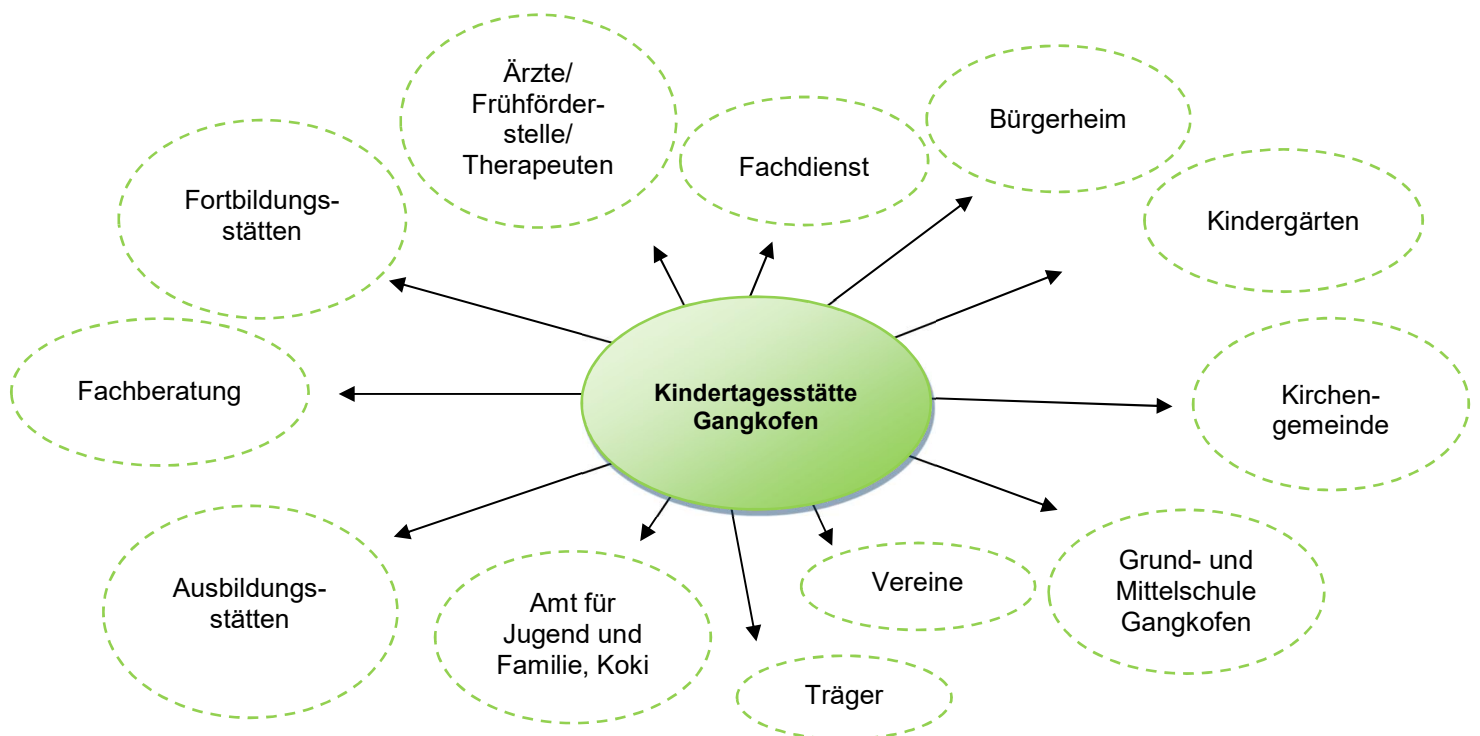 Ärzte/
Frühförder-
stelle/
Therapeuten
Bürgerheim
Fachdienst
Fortbildungs-
stätten
Kindergärten
Fachberatung
Kindertagesstätte
Gangkofen
Kirchen-
gemeinde
Ausbildungs-
stätten
Amt für
Jugend und
Familie, Koki
Vereine
Grund- und
Mittelschule
Gangkofen
Träger